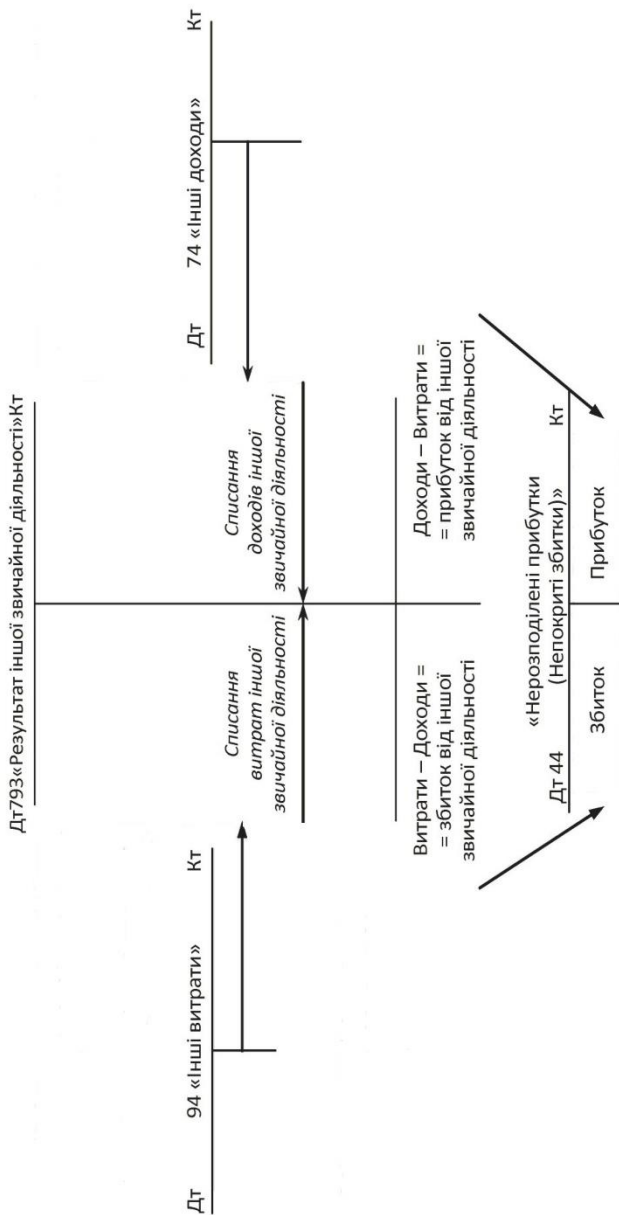 Дт793«Результат іншої звичайної діяльності»Кт
Дт 94 «Інші витрати» Кт
Дт 74 «Інші доходи» Кт
Списання
витрат іншої
звичайної діяльності
Списання
доходів іншої
звичайної діяльності
Витрати – Доходи =
= збиток від іншої
звичайної діяльності
Доходи – Витрати =
= прибуток від іншої
звичайної діяльності
«Нерозподілені прибутки
Дт 44 (Непокриті збитки)» Кт
Збиток Прибуток